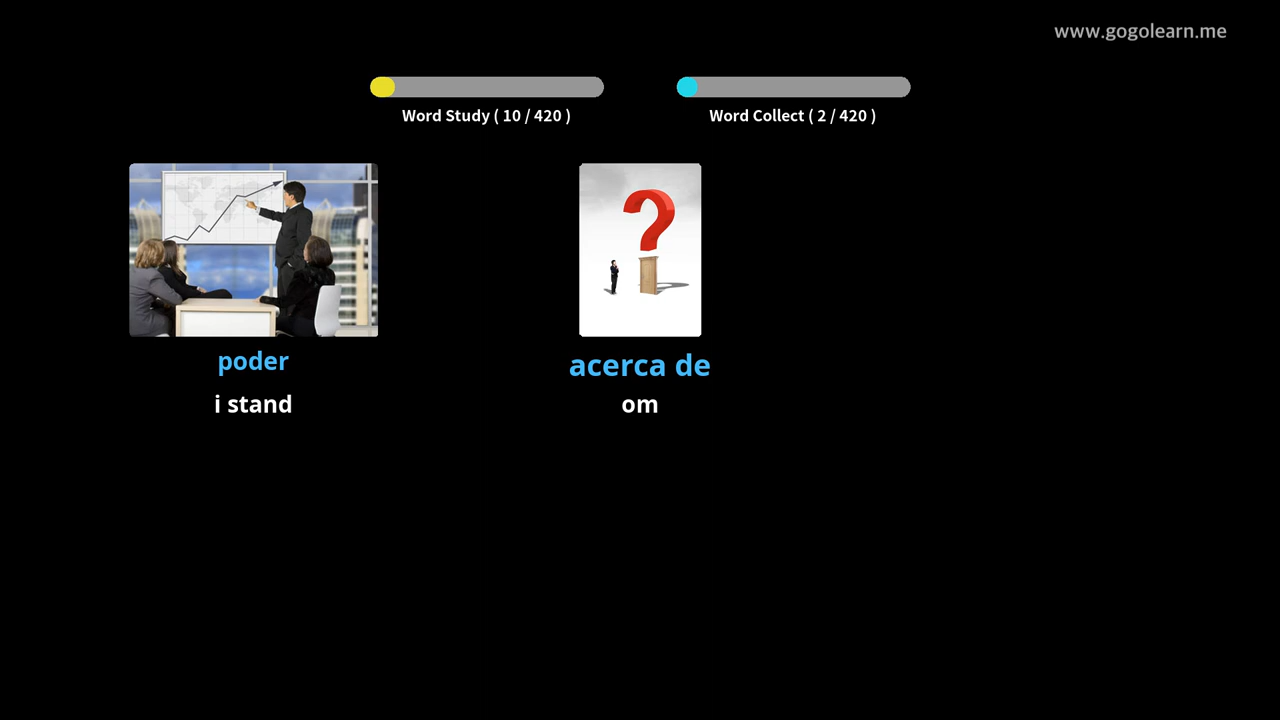 www.gogolearn.me
Word Study ( 10 / 420 )
Word Collect ( 2 / 420 )
poder
i stand
acerca de
om